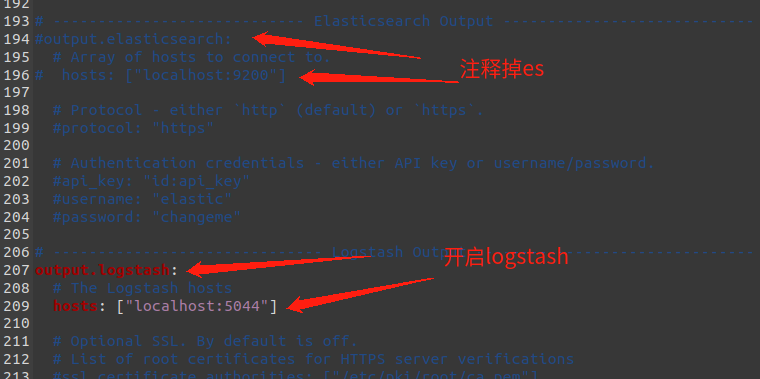 192
193 # ------------------------------ Elasticsearch Output ----------------------------
194 #output.elasticsearch:
195   # Array of hosts to connect to.
196 #  hosts: ["localhost:9200"]
注释掉es
197
198   # Protocol - either `http` (default) or `https`.
199   #protocol: "https"
200
201   # Authentication credentials - either API key or username/password.
202   #api_key: "id:api_key"
203   #username: "elastic"
204   #password: "changeme"
205
206 # ------------------------------ Logstash Outp
开启logstash
207 output.logstash:
208   # The Logstash hosts
209   hosts: ["localhost:5044"]
210
211   # Optional SSL. By default is off.
212   # List of root certificates for HTTPS server verifications
213   #ssl.certificate_authorities: ["/etc/pki/root/ca.pem"]